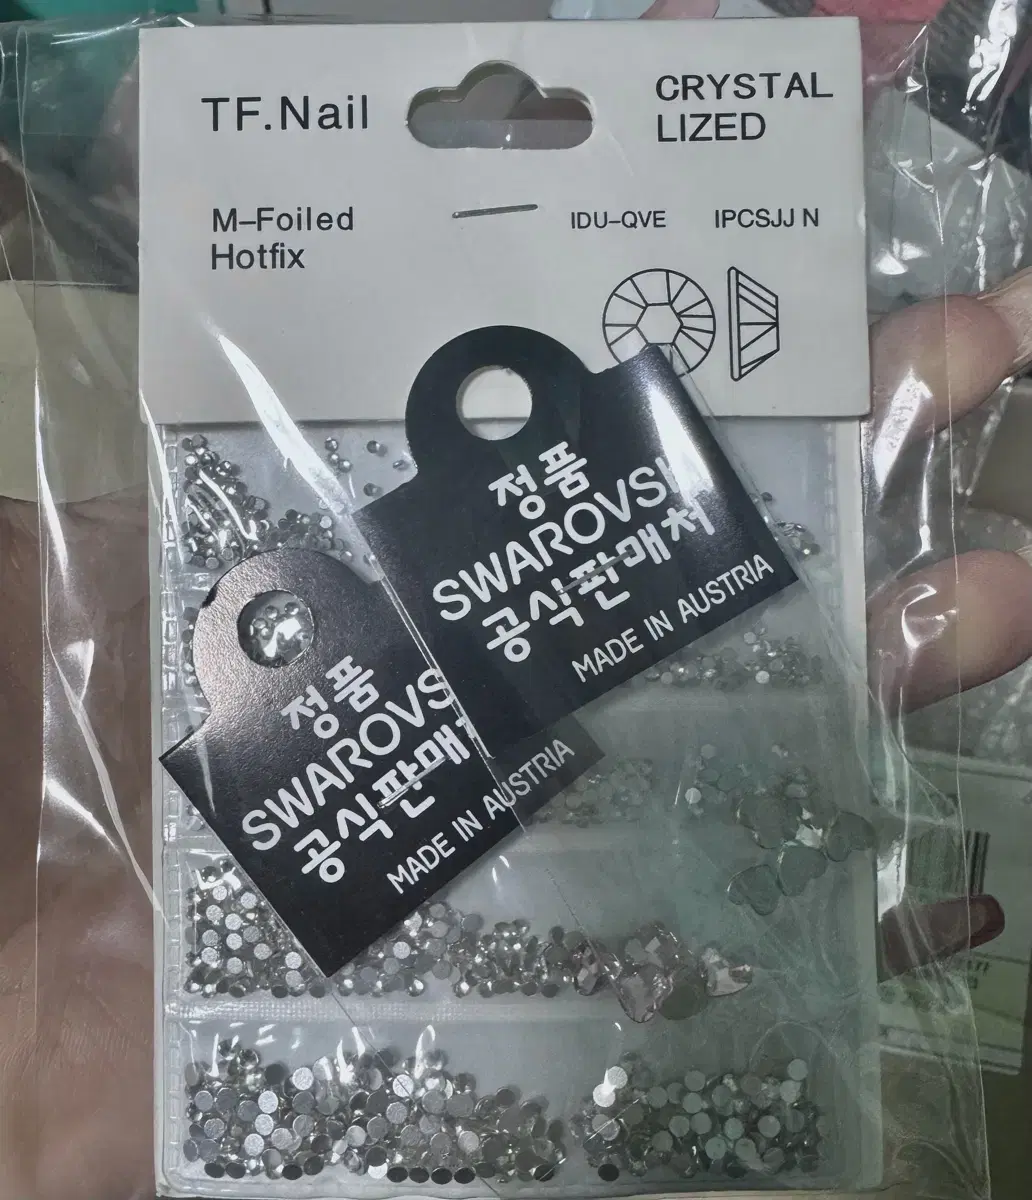 TF.Nail
CRYSTAL
LIZED
M-Foiled
Hotfix
IDU-QVE
IPCSJJ N
정품
SWAROVSK
공식판매처
MADE IN AUSTRIA
정품
SWAROVS
공식판매
MADE IN AUSTRIA